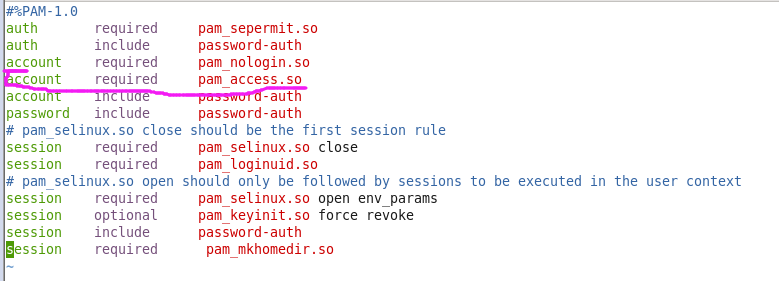 #%PAM-1.0
auth       required     pam_sepermit.so
auth       include      password-auth
account    required     pam_nologin.so
account    required     pam_access.so
account    include      password-auth
password   include      password-auth
# pam_selinux.so close should be the first session rule
session    required     pam_selinux.so close
session    required     pam_loginuid.so
# pam_selinux.so open should only be followed by sessions to be executed in the user context
session    required     pam_selinux.so open env_params
session    optional     pam_keyinit.so force revoke
session    include      password-auth
session    required      pam_mkhomedir.so
~